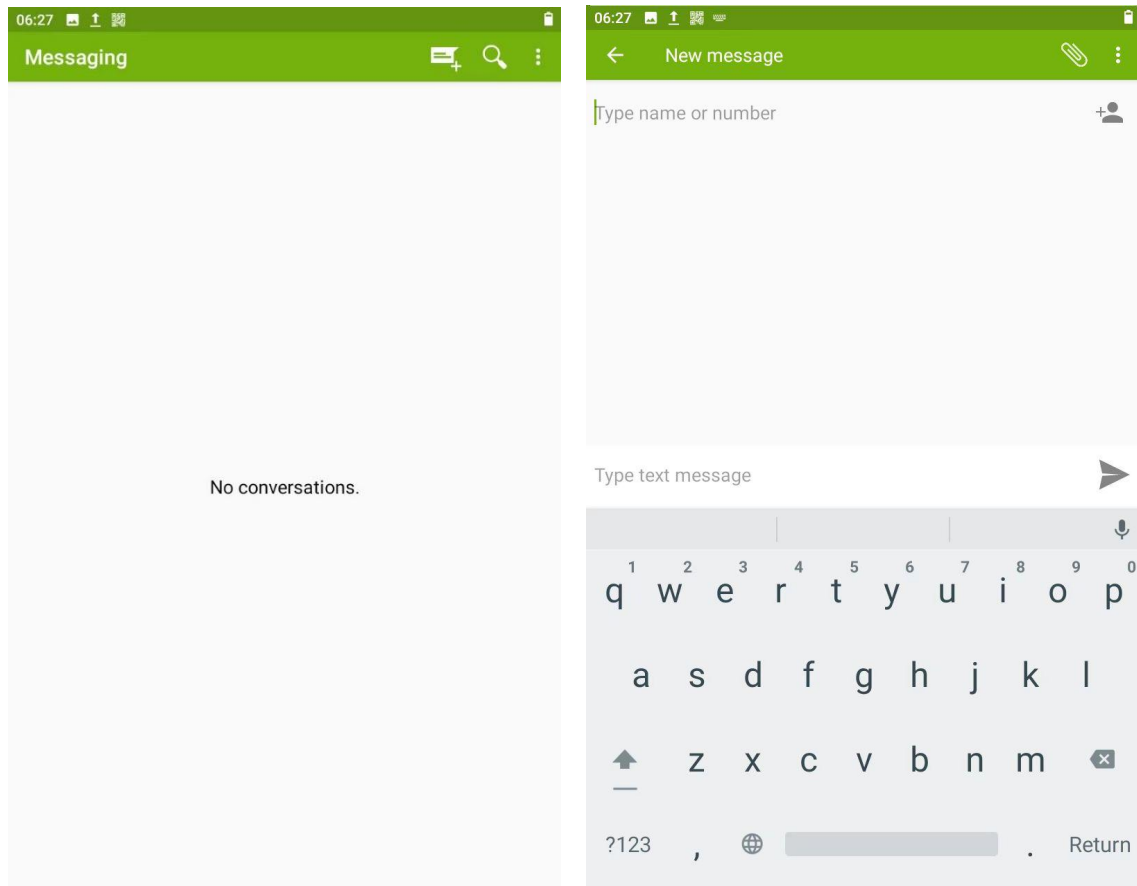 06:27
Messaging
No conversations.
06:27
New message
Type name or number
Type text message
1 2 3 4 5 6 7 8 9 0
q w e r t y u i o p
a s d f g h j k l
z x c v b n m
?123 , . Return